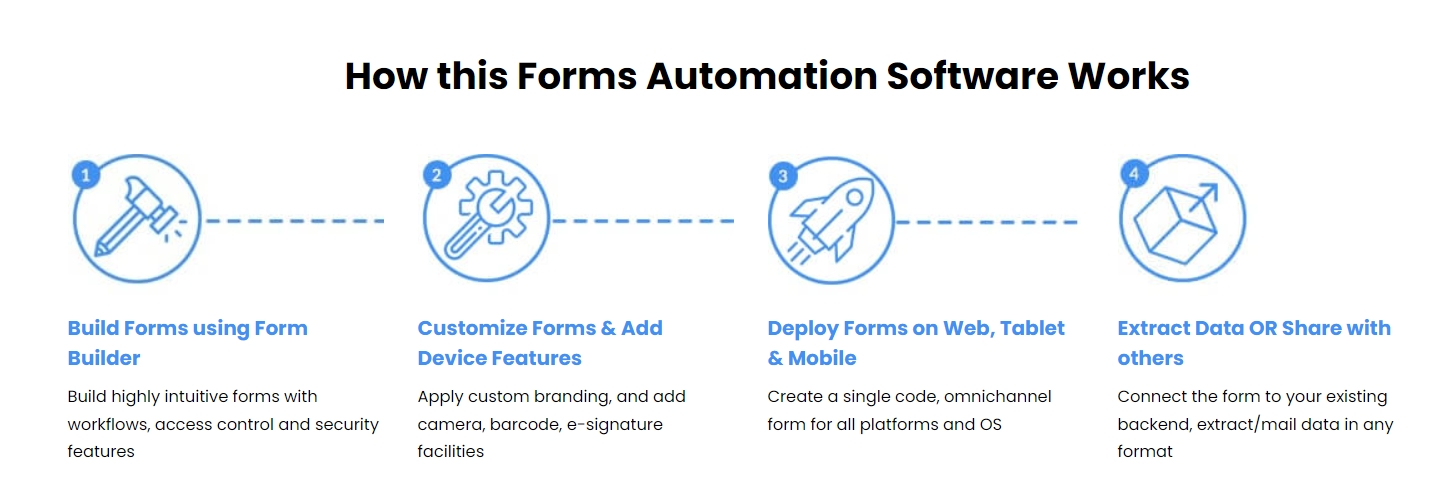 How this Forms Automation Software Works
1
2
3
4
Build Forms using Form
Builder
Build highly intuitive forms with
workflows, access control and security
features
Customize Forms & Add
Device Features
Apply custom branding, and add
camera, barcode, e-signature
facilities
Deploy Forms on Web, Tablet
& Mobile
Create a single code, omnichannel
form for all platforms and OS
Extract Data OR Share with
others
Connect the form to your existing
backend, extract/mail data in any
format